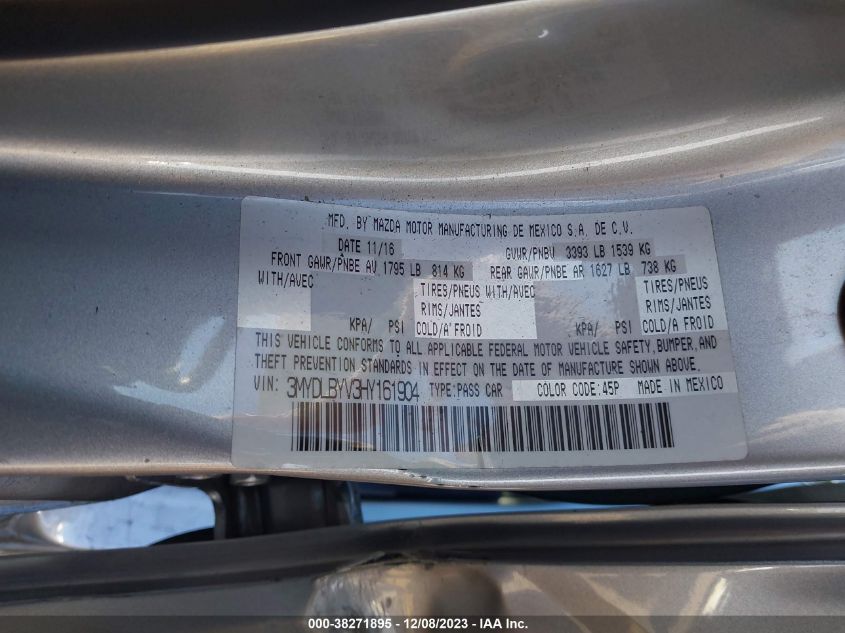 MFD. BY MAZDA MOTOR MANUFACTURING DE MEXICO S.A. DE C.V.
DATE 11/16 GVWR/PNBV 3393 LB 1539 KG
FRONT GAWR/PNBE AV 1795 LB 814 KG REAR GAWR/PNBE AR 1627 LB 738 KG
WITH/AVEC TIRES/PNEUS WITH/AVEC TIRES/PNEUS
RIMS/JANTES RIMS/JANTES
KPA/ PSI COLD/A FROID KPA/ PSI COLD/A FROID
THIS VEHICLE CONFORMS TO ALL APPLICABLE FEDERAL MOTOR VEHICLE SAFETY, BUMPER, AND
THEFT PREVENTION STANDARDS IN EFFECT ON THE DATE OF MANUFACTURE SHOWN ABOVE.
VIN: 3MYDLBYV3HY161904 TYPE:PASS CAR COLOR CODE:45P MADE IN MEXICO
000-38271895 - 12/08/2023 - IAA Inc.